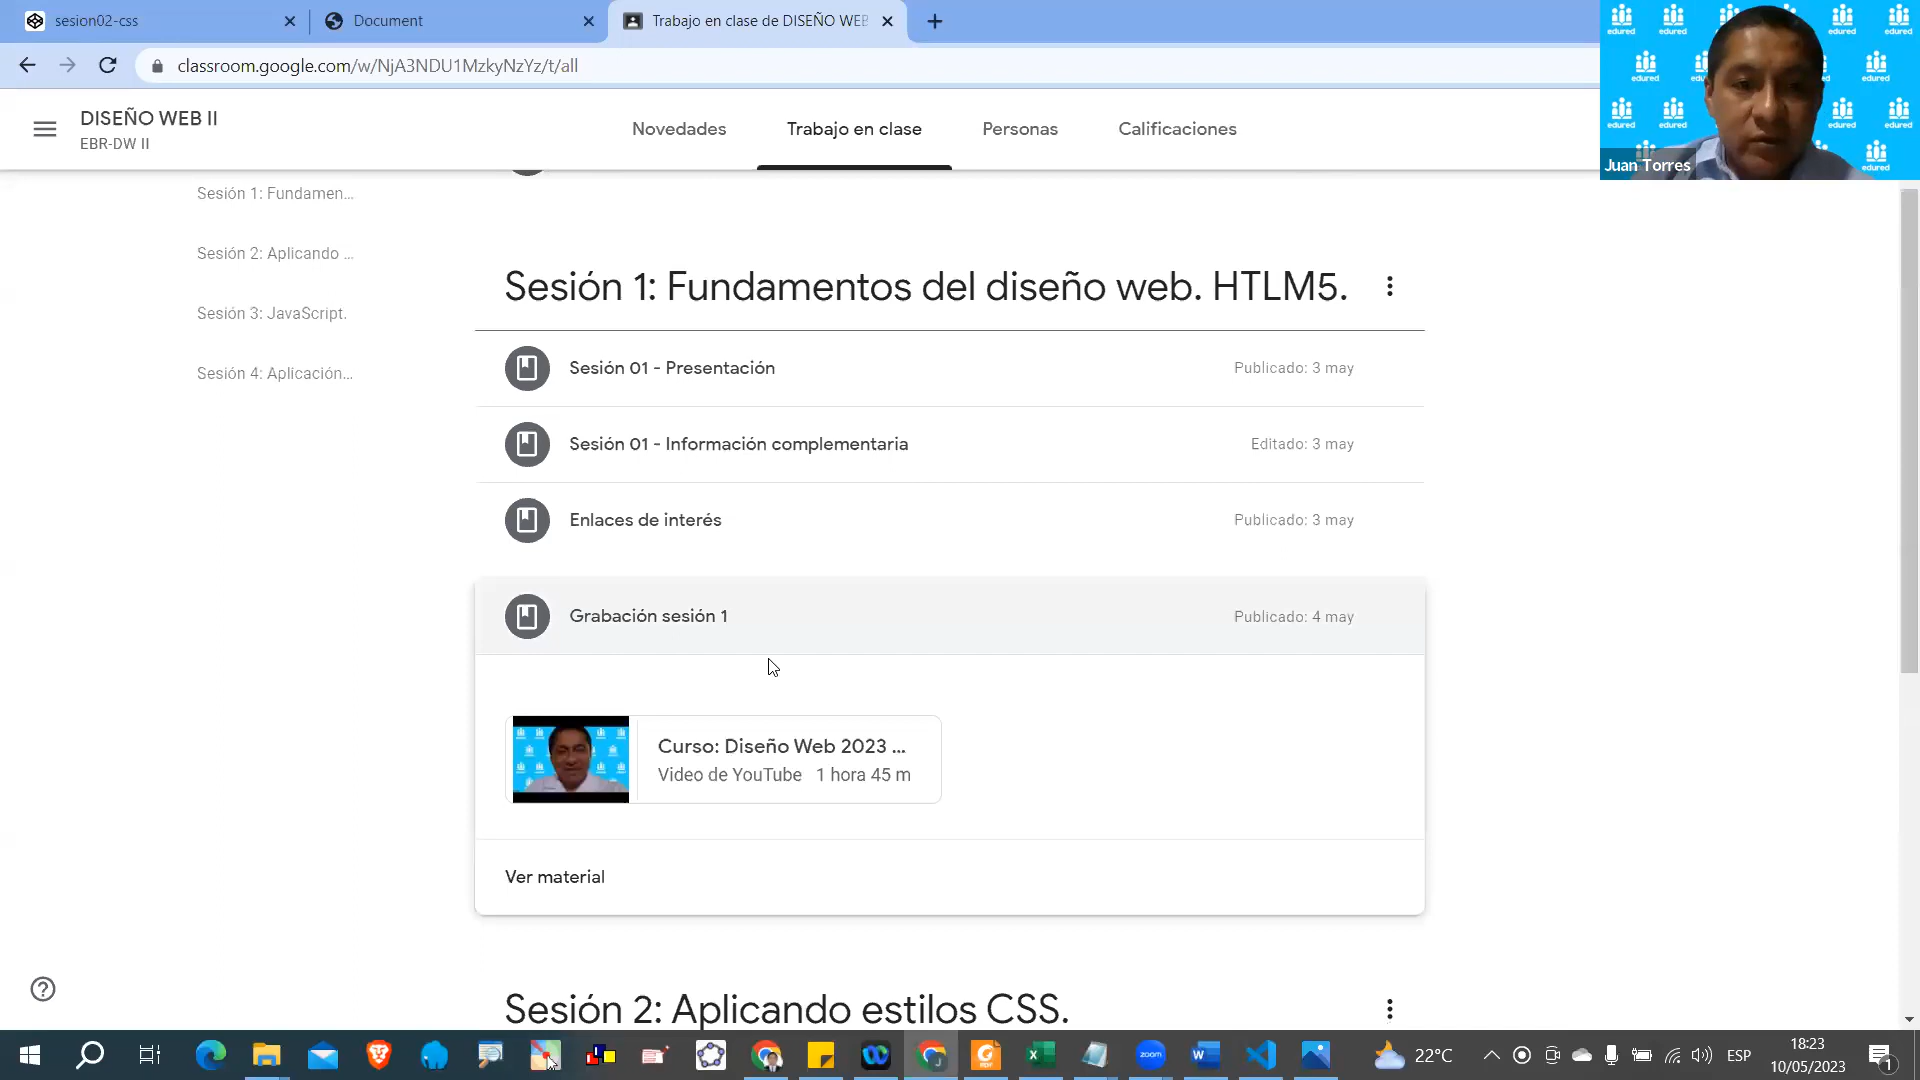 sesion02-css
Document
Trabajo en clase de DISEÑO WEB
classroom.google.com/w/NjA3NDU1MzkyNzYz/t/all
DISEÑO WEB II
EBR-DW II
Novedades
Trabajo en clase
Personas
Calificaciones
edured
Juan Torres
Sesión 1: Fundamen...
Sesión 2: Aplicando ...
Sesión 3: JavaScript.
Sesión 4: Aplicación...
Sesión 1: Fundamentos del diseño web. HTLM5.
Sesión 01 - Presentación
Publicado: 3 may
Sesión 01 - Información complementaria
Editado: 3 may
Enlaces de interés
Publicado: 3 may
Grabación sesión 1
Publicado: 4 may
Curso: Diseño Web 2023 ...
Video de YouTube 1 hora 45 m
Ver material
Sesión 2: Aplicando estilos CSS.
zoom
22°C
ESP
18:23
10/05/2023
1